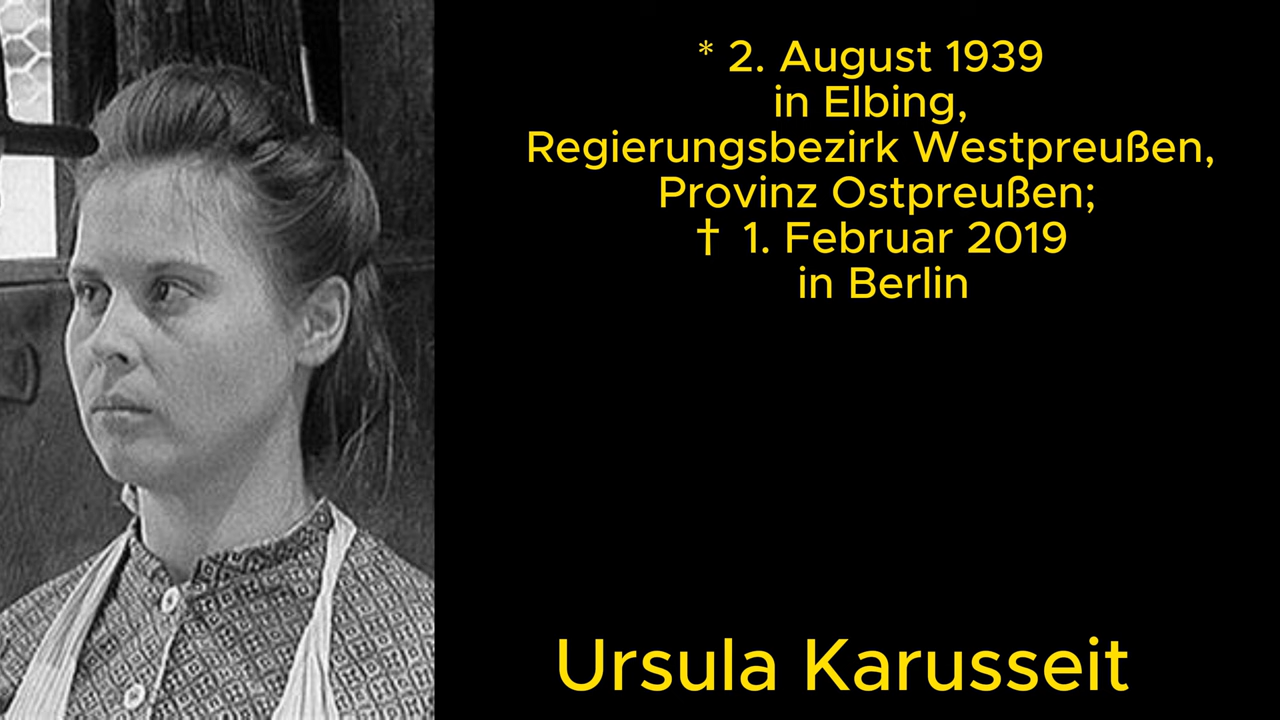 * 2. August 1939
in Elbing,
Regierungsbezirk Westpreußen,
Provinz Ostpreußen;
† 1. Februar 2019
in Berlin
Ursula Karusseit